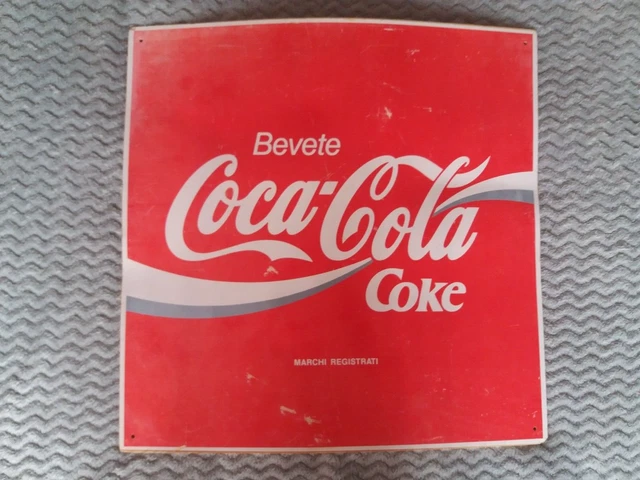 Bevete
Coca-Cola
Coke
MARCHI REGISTRATI